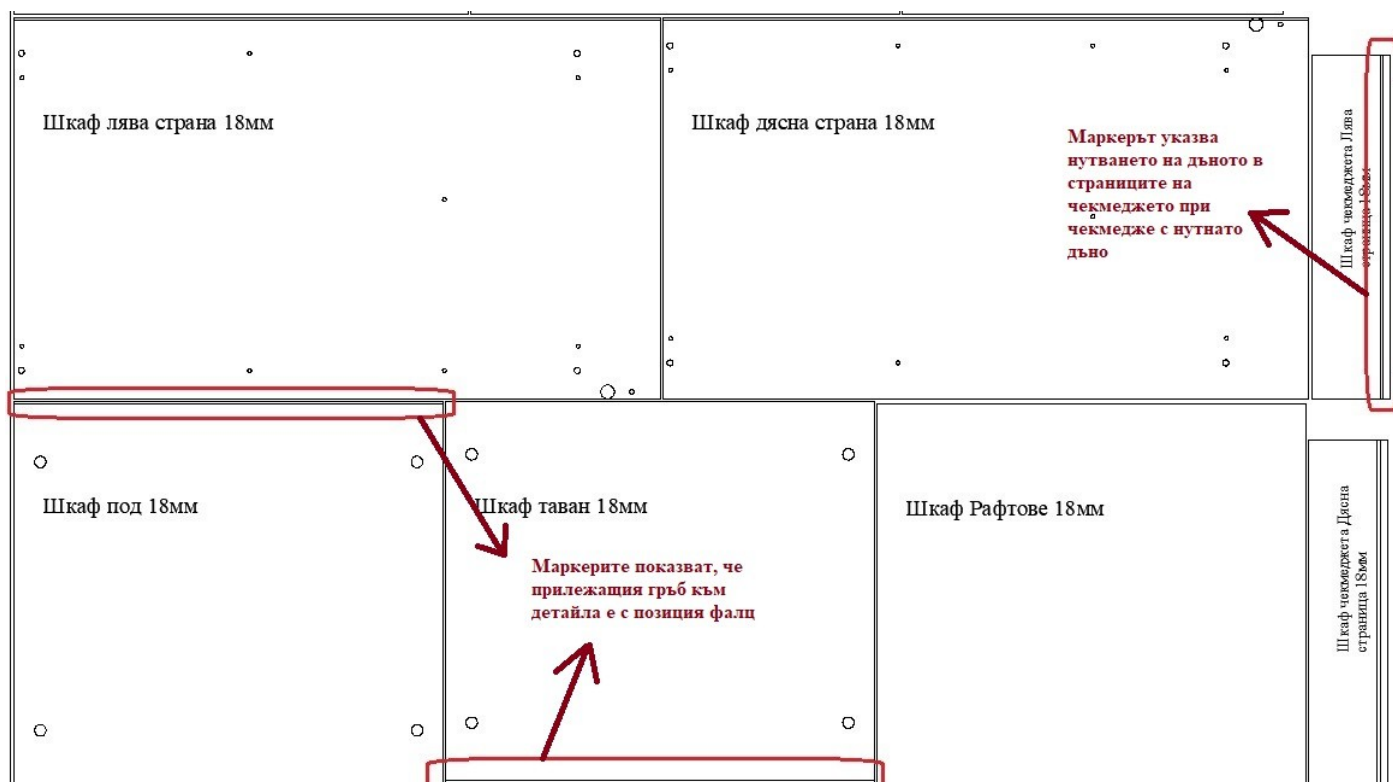 Шкаф лява страна 18мм
Шкаф дясна страна 18мм
Маркерът указва
нутването на дъното в
страниците на
чекмеджето при
чекмедже с нутнато
дъно
Шкаф чекмеджета Лява
страница 18мм
Шкаф под 18мм
Шкаф таван 18мм
Шкаф Рафтове 18мм
Маркерите показват, че
прилежащия гръб към
детайла е с позиция фалц
Шкаф чекмеджета Дясна
страница 18мм